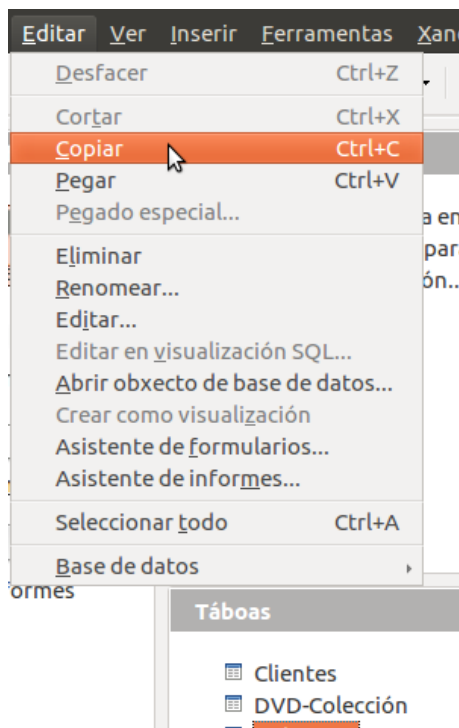 Editar Ver Inserir Ferramentas
Desfacer Ctrl+Z
Cortar Ctrl+X
Copiar Ctrl+C
Pegar Ctrl+V
Pegado especial...
Eliminar
Renomear...
Editar...
Editar en visualización SQL...
Abrir obxecto de base de datos...
Crear como visualización
Asistente de formularios...
Asistente de informes...
Seleccionar todo Ctrl+A
Base de datos
ormes
Táboas
Clientes
DVD-Colección